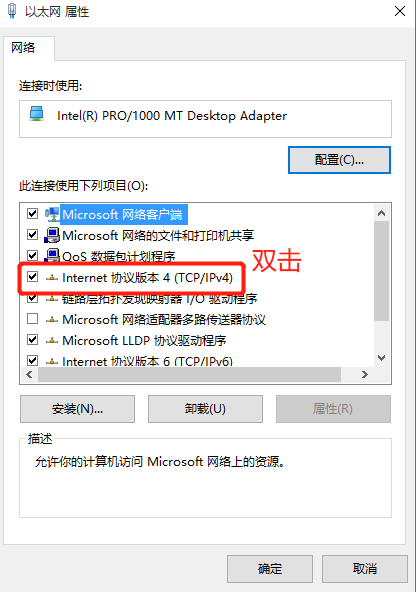 以太网 属性
网络
连接时使用:
Intel(R) PRO/1000 MT Desktop Adapter
配置(C)...
此连接使用下列项目(O):
Microsoft 网络客户端
Microsoft 网络的文件和打印机共享
QoS 数据包计划程序
Internet 协议版本 4 (TCP/IPv4)
双击
链路层拓扑发现映射器 I/O 驱动程序
Microsoft 网络适配器多路传送器协议
Microsoft LLDP 协议驱动程序
Internet 协议版本 6 (TCP/IPv6)
安装(N)...
卸载(U)
属性(R)
描述
允许你的计算机访问 Microsoft 网络上的资源。
确定
取消